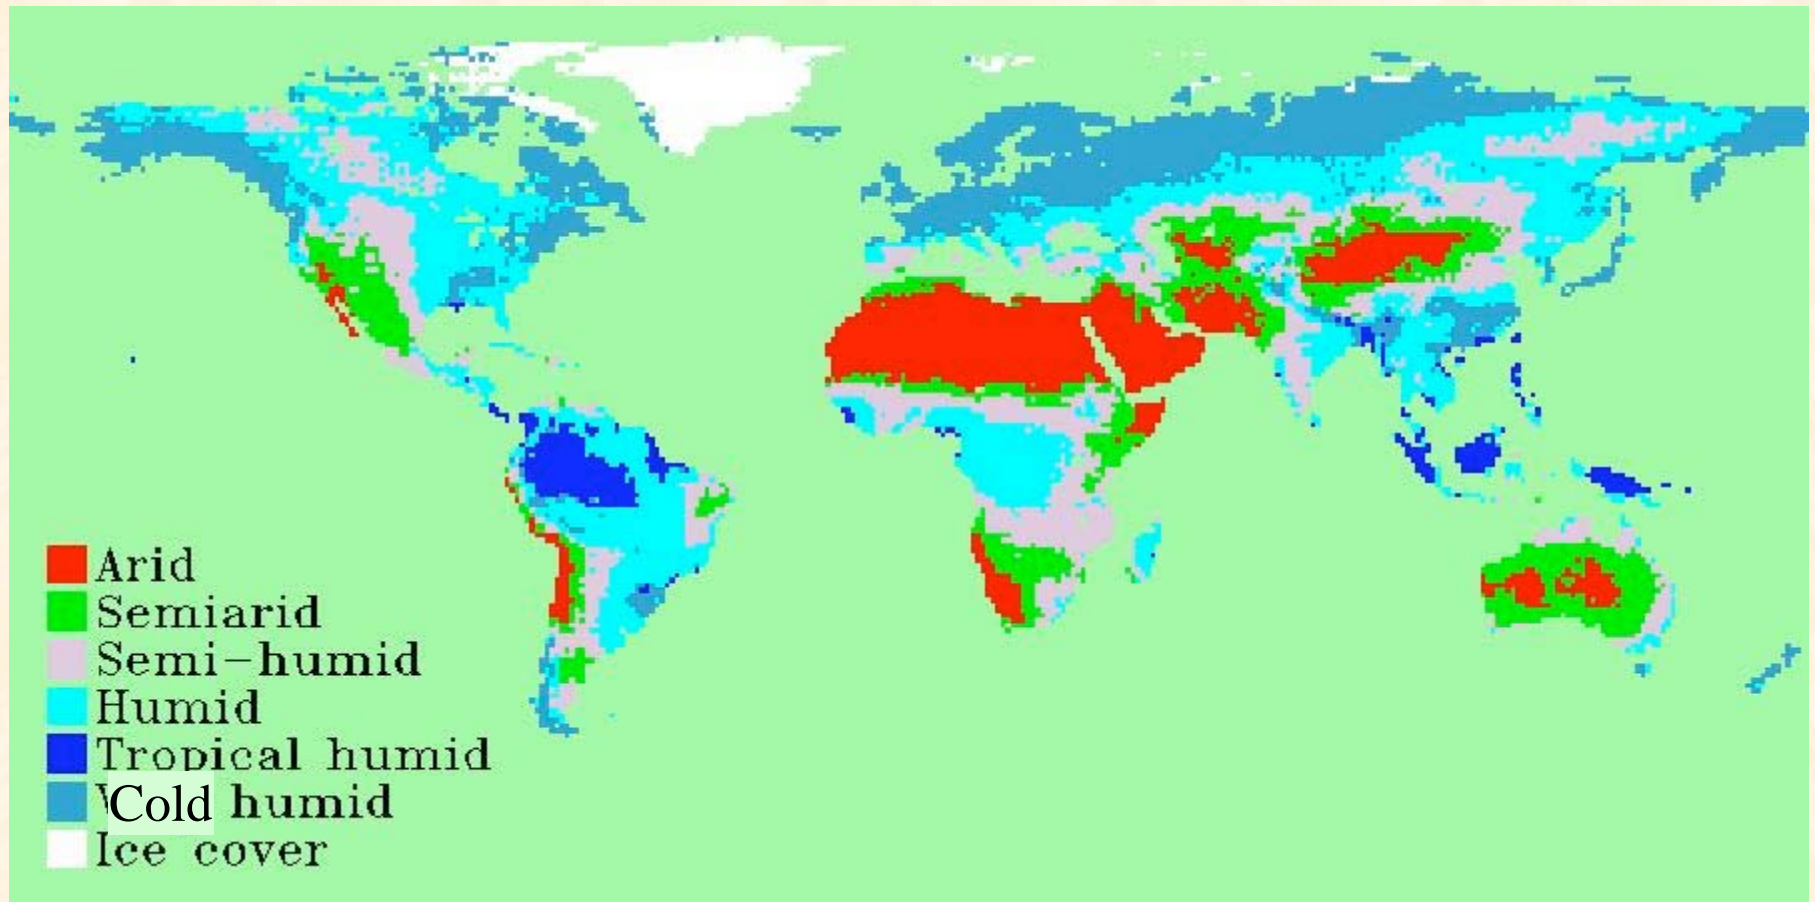 Arid
Semiarid
Semi-humid
Humid
Tropical humid
Cold humid
Ice cover